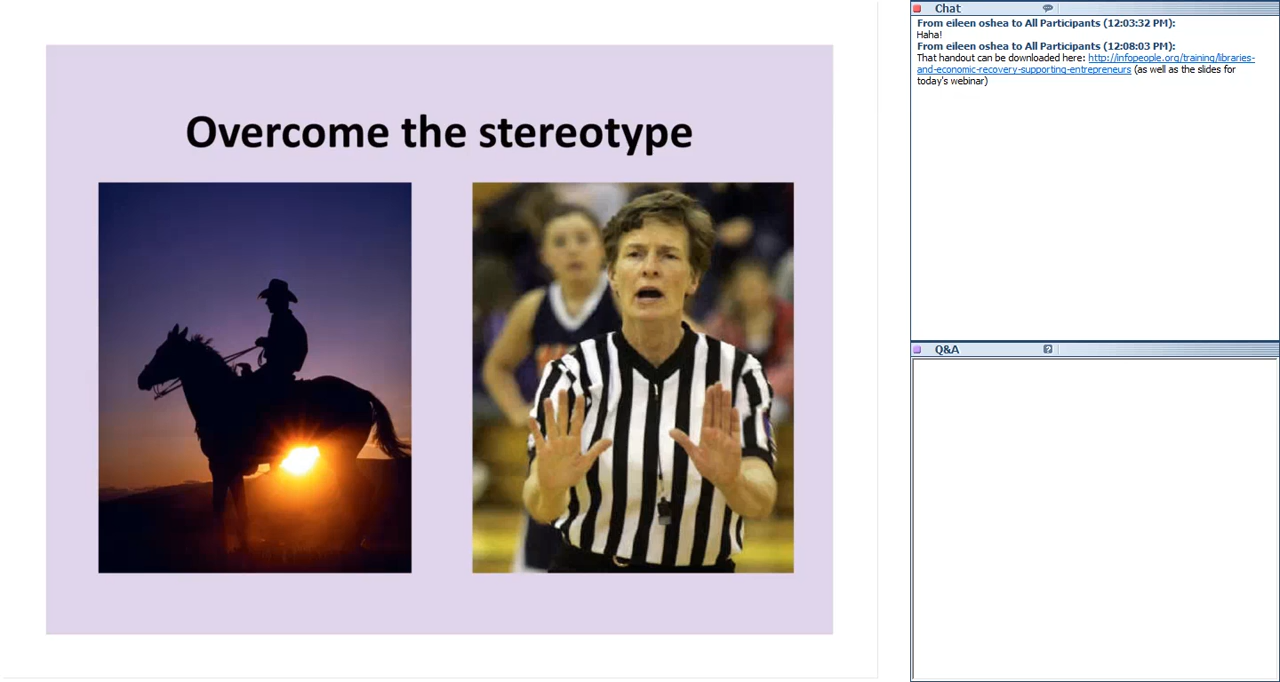 Overcome the stereotype
Chat
From eileen oshea to All Participants (12:03:32 PM):
Haha!
From eileen oshea to All Participants (12:08:03 PM):
That handout can be downloaded here: http://infopeople.org/training/libraries-
and-economic-recovery-supporting-entrepreneurs (as well as the slides for
today's webinar)
Q&A